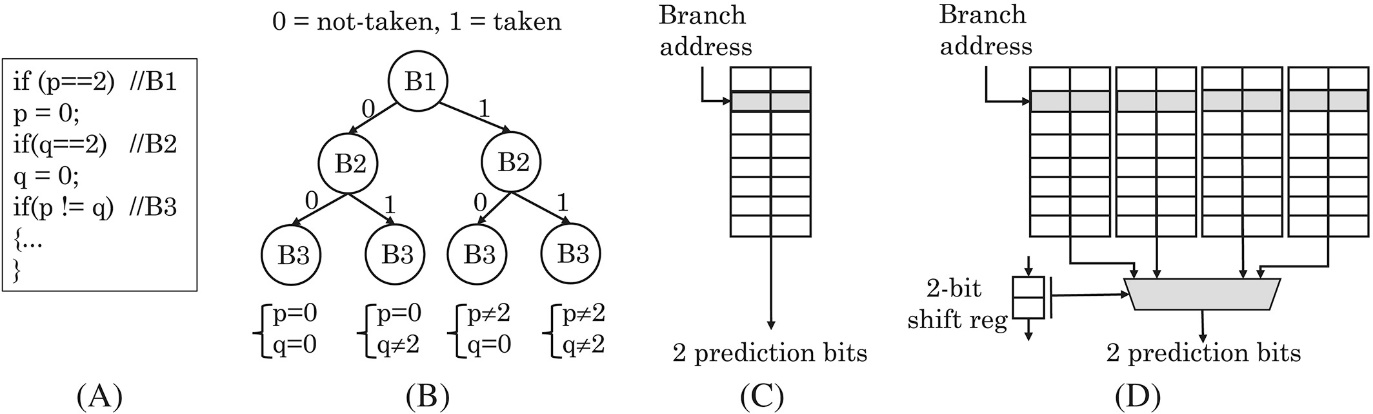 if (p==2) //B1
p = 0;
if(q==2) //B2
q = 0;
if(p != q) //B3
{...
}
(A)
0 = not-taken, 1 = taken
B1
0 1
B2 B2
0 1 0 1
B3 B3 B3 B3
p=0 p=0 p≠2 p≠2
q=0 q≠2 q=0 q≠2
(B)
Branch
address
2 prediction bits
(C)
Branch
address
2-bit
shift reg
2 prediction bits
(D)